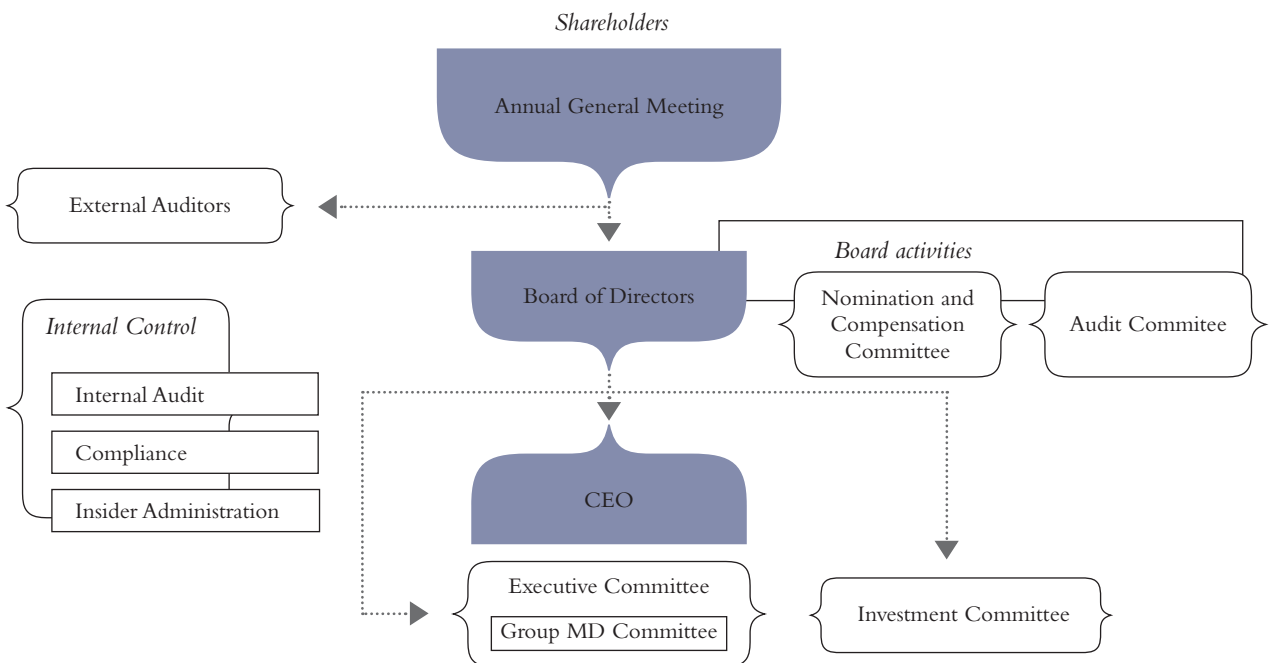 Shareholders
Annual General Meeting
External Auditors
Board activities
Board of Directors
Nomination and
Compensation
Committee
Audit Commitee
Internal Control
Internal Audit
Compliance
Insider Administration
CEO
Executive Committee
Group MD Committee
Investment Committee